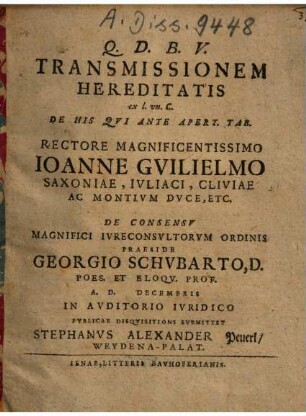 A. Diss. 9448
Q. D. B. V.
TRANSMISSIONEM
HEREDITATIS
ex l. vn. C.
DE HIS QVI ANTE APERT. TAB.
RECTORE MAGNIFICENTISSIMO
IOANNE GVILIELMO
SAXONIAE, IVLIACI, CLIVIAE
AC MONTIVM DVCE, ETC.
DE CONSENSV
MAGNIFICI IVRECONSVLTORVM ORDINIS
PRAESIDE
GEORGIO SCHVBARTO, D.
POES. ET ELOQV. PROF.
A. D. DECEMBRIS
IN AVDITORIO IVRIDICO
PVBLICAE DISQVISITIONI SVBMITTET
STEPHANVS ALEXANDER Peuerl/
WEYDENA-PALAT.
IENAE, LITTERIS BAVHOFERIANIS.